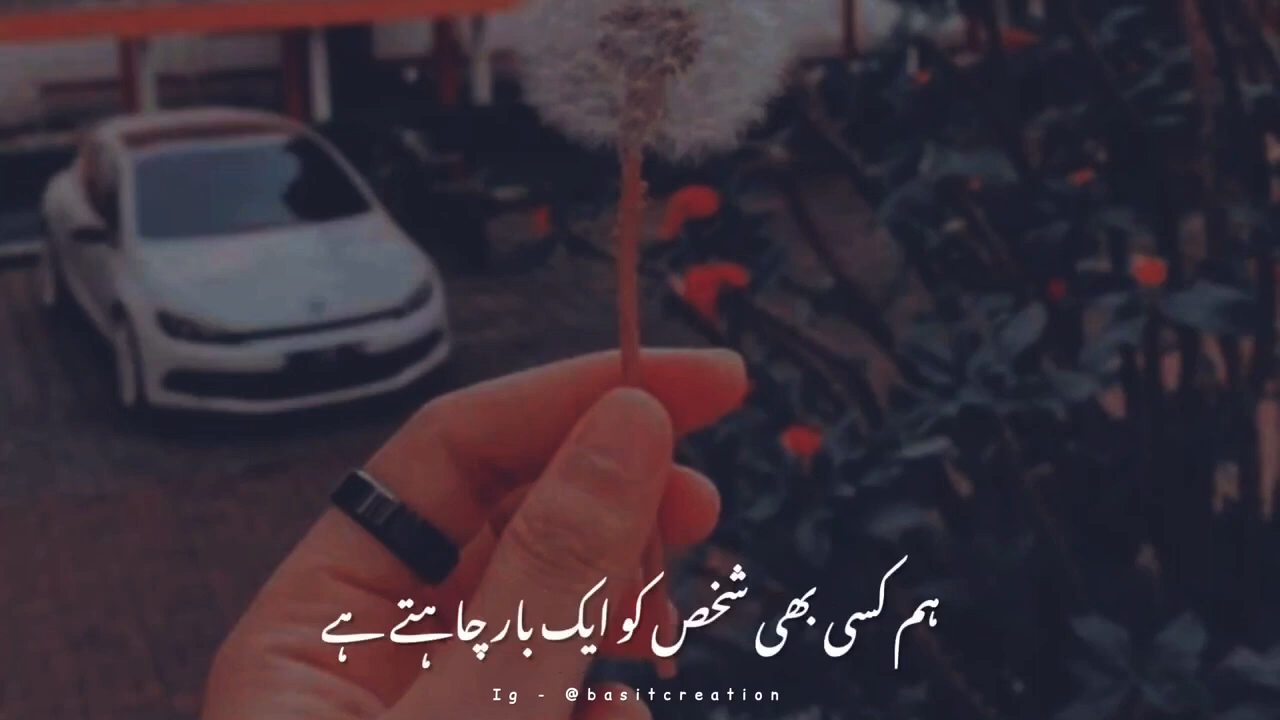 ہم کسی بھی شخص کو ایک بار چاہتے ہے
Ig - @basitcreation